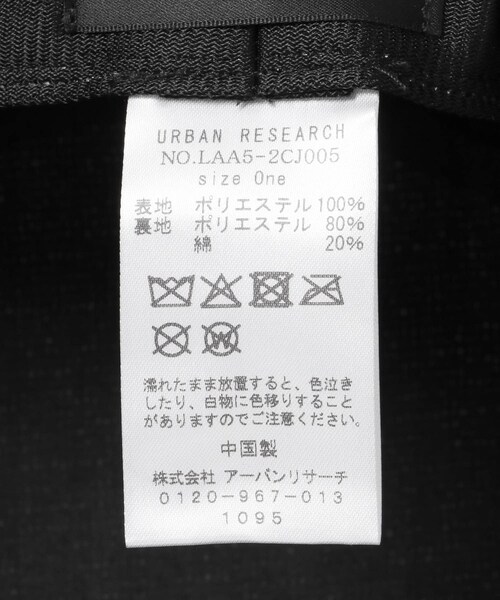 URBAN RESEARCH
NO.LAA5-2CJ005
size One
表地 ポリエステル 100%
裏地 ポリエステル 80%
綿 20%
W
濡れたまま放置すると、色泣き
したり、白物に色移りすること
がありますのでご注意ください。
中国製
株式会社 アーバンリサーチ
0120-967-013
1095